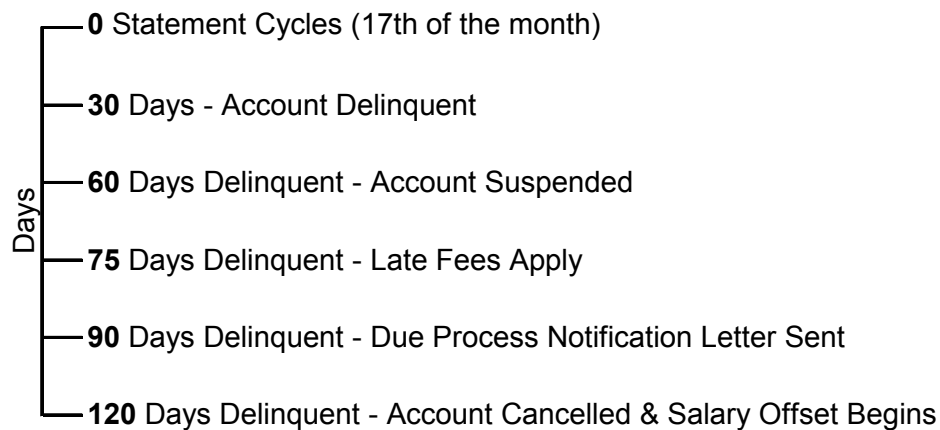 0 Statement Cycles (17th of the month)
30 Days - Account Delinquent
60 Days Delinquent - Account Suspended
Days
75 Days Delinquent - Late Fees Apply
90 Days Delinquent - Due Process Notification Letter Sent
120 Days Delinquent - Account Cancelled & Salary Offset Begins